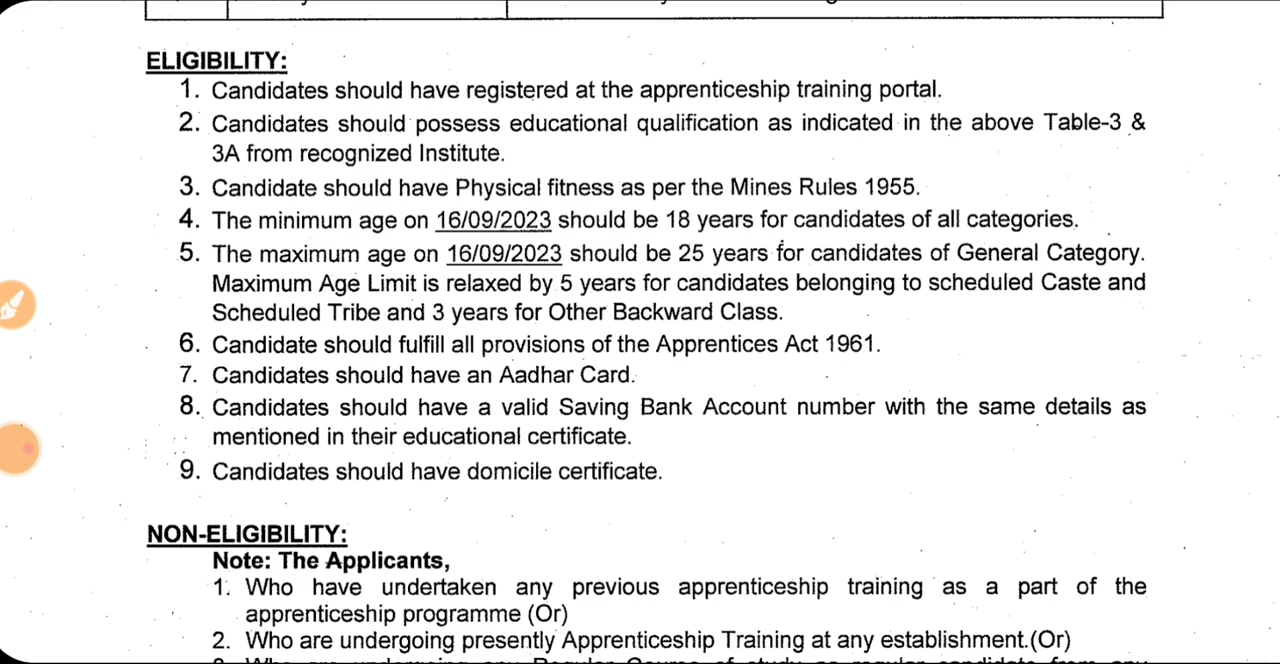 ELIGIBILITY:
1. Candidates should have registered at the apprenticeship training portal.
2. Candidates should possess educational qualification as indicated in the above Table-3 &
3A from recognized Institute.
3. Candidate should have Physical fitness as per the Mines Rules 1955.
4. The minimum age on 16/09/2023 should be 18 years for candidates of all categories.
5. The maximum age on 16/09/2023 should be 25 years for candidates of General Category.
Maximum Age Limit is relaxed by 5 years for candidates belonging to scheduled Caste and
Scheduled Tribe and 3 years for Other Backward Class.
6. Candidate should fulfill all provisions of the Apprentices Act 1961.
7. Candidates should have an Aadhar Card.
8. Candidates should have a valid Saving Bank Account number with the same details as
mentioned in their educational certificate.
9. Candidates should have domicile certificate.
NON-ELIGIBILITY:
Note: The Applicants,
1. Who have undertaken any previous apprenticeship training as a part of the
apprenticeship programme (Or)
2. Who are undergoing presently Apprenticeship Training at any establishment.(Or)